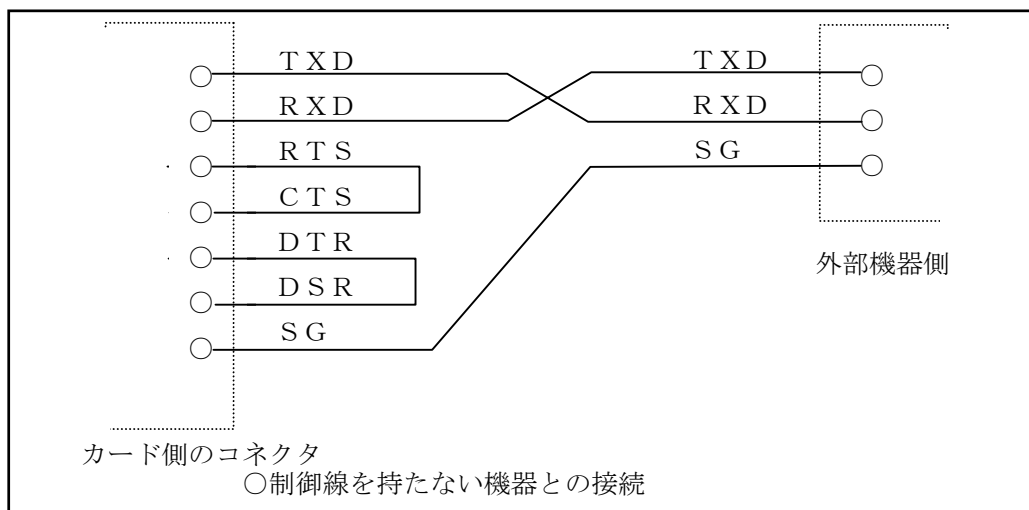 ＴＸＤ
ＲＸＤ
ＲＴＳ
ＣＴＳ
ＤＴＲ
ＤＳＲ
ＳＧ
ＴＸＤ
ＲＸＤ
ＳＧ
外部機器側
カード側のコネクタ
○制御線を持たない機器との接続